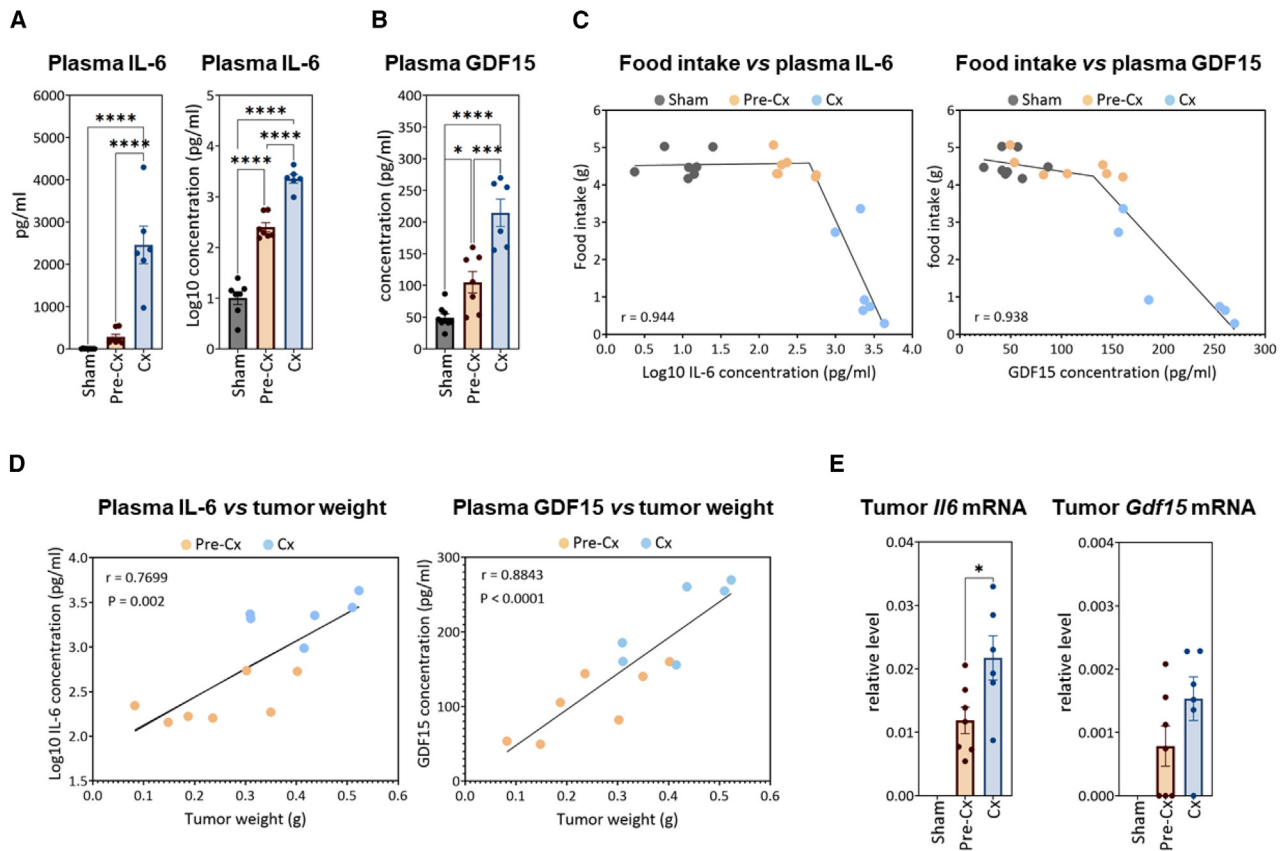 A
B
C
Plasma IL-6
Plasma IL-6
Plasma GDF15
Food intake vs plasma IL-6
Food intake vs plasma GDF15
6000
5000
4000
3000
2000
1000
0
pg/ml
****
****
Sham
Pre-Cx
Cx
5
4
3
2
1
0
Log10 concentration (pg/ml)
****
****
****
Sham
Pre-Cx
Cx
400
350
300
250
200
150
100
50
0
concentration (pg/ml)
****
* ***
Sham
Pre-Cx
Cx
Sham Pre-Cx Cx
6
5
4
3
2
1
0
Food intake (g)
r = 0.944
0.0 0.5 1.0 1.5 2.0 2.5 3.0 3.5 4.0
Log10 IL-6 concentration (pg/ml)
Sham Pre-Cx Cx
6
5
4
3
2
1
0
food intake (g)
r = 0.938
0 50 100 150 200 250 300
GDF15 concentration (pg/ml)
D
E
Plasma IL-6 vs tumor weight
Plasma GDF15 vs tumor weight
Tumor Il6 mRNA
Tumor Gdf15 mRNA
Pre-Cx Cx
4.0
3.5
3.0
2.5
2.0
1.5
Log10 IL-6 concentration (pg/ml)
r = 0.7699
P = 0.002
0.0 0.1 0.2 0.3 0.4 0.5 0.6
Tumor weight (g)
Pre-Cx Cx
300
200
100
0
GDF15 concentration (pg/ml)
r = 0.8843
P < 0.0001
0.0 0.1 0.2 0.3 0.4 0.5 0.6
Tumor weight (g)
0.04
0.03
0.02
0.01
0.00
relative level
*
Sham
Pre-Cx
Cx
0.004
0.003
0.002
0.001
0.000
relative level
Sham
Pre-Cx
Cx